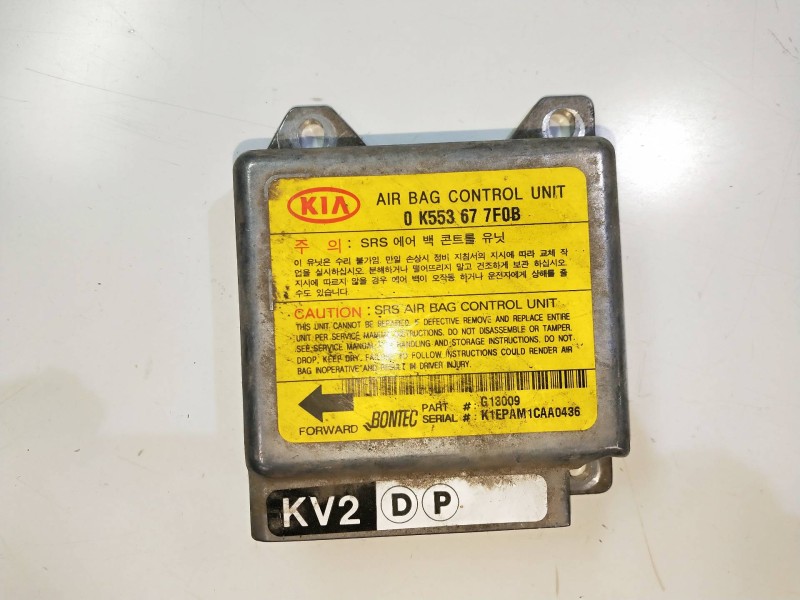 KIA
AIR BAG CONTROL UNIT
0 K553 67 7F0B
주 의 : SRS 에어 백 콘트롤 유닛
이 유닛은 수리 불가임. 만일 손상시 정비 지침서의 지시에 따라 교체 작
업을 실시하십시오. 분해하거나 떨어뜨리지 말고 건조하게 보관 하십시오.
지시에 따르지 않을 경우 에어 백이 오작동 하거나 운전자에게 상해를 줄
수도 있습니다.
CAUTION : SRS AIR BAG CONTROL UNIT
THIS UNIT CANNOT BE REPAIRED. IF DEFECTIVE REMOVE AND REPLACE ENTIRE
UNIT PER SERVICE MANUAL INSTRUCTIONS. DO NOT DISASSEMBLE OR TAMPER.
SEE SERVICE MANUAL HANDLING AND STORAGE INSTRUCTIONS. DO NOT
DROP, KEEP DRY. TO FOLLOW INSTRUCTIONS COULD RENDER AIR
BAG INOPERATIVE AND RESULT IM DRIVER INJURY.
PART # : G13009
FORWARD BONTEC SERIAL # : K1EPAM1CAA0436
KV2 D P